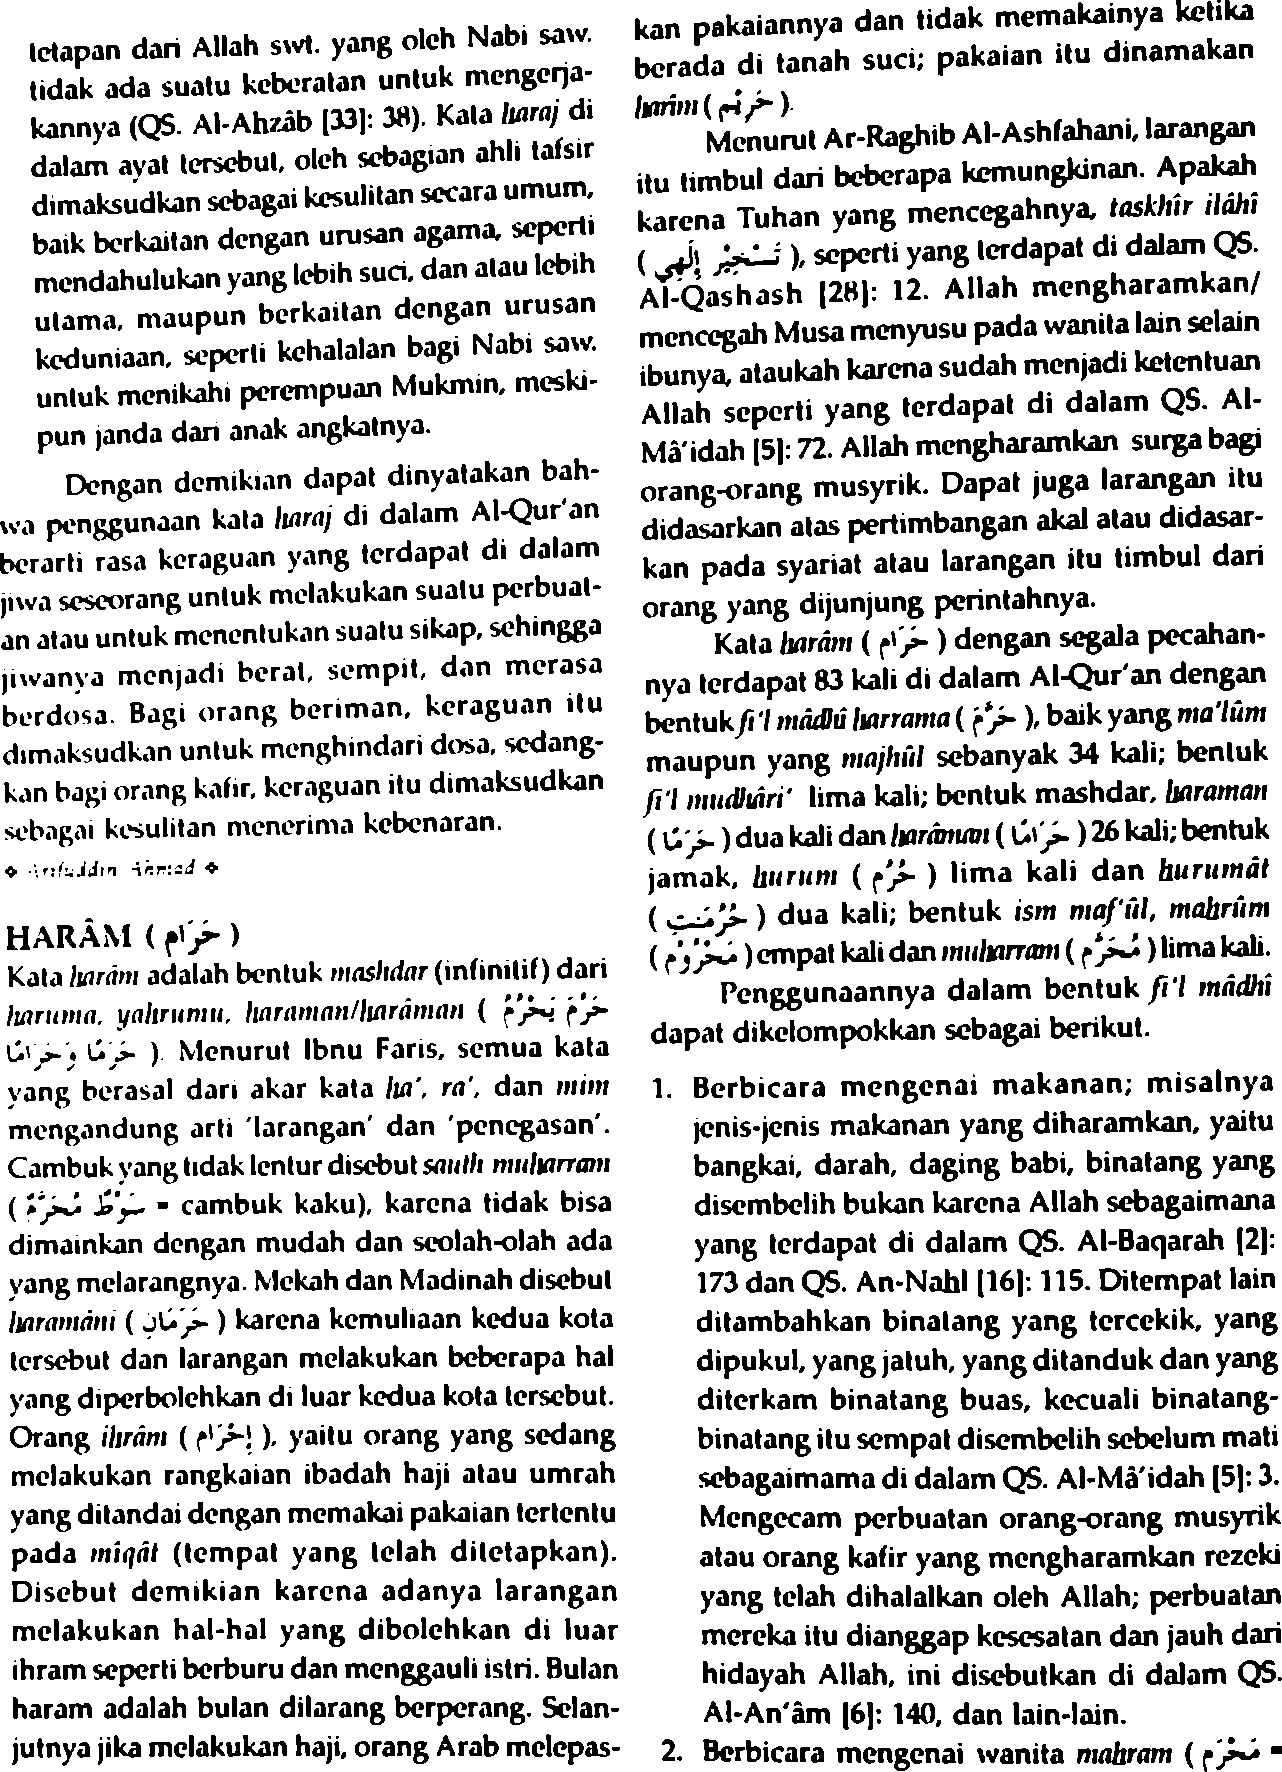 tetapan dari Allah swt. yang oleh Nabi saw.
tidak ada suatu keberatan untuk mengerja-
kannya (QS. Al-Ahzâb [33]: 38). Kata haraj di
dalam ayat tersebut, oleh sebagian ahli tafsir
dimaksudkan sebagai kesulitan secara umum,
baik berkaitan dengan urusan agama, seperti
mendahulukan yang lebih suci, dan atau lebih
utama, maupun berkaitan dengan urusan
keduniaan, seperti kehalalan bagi Nabi saw.
untuk menikahi perempuan Mukmin, meski-
pun janda dari anak angkatnya.
Dengan demikian dapat dinyatakan bah-
wa penggunaan kata haraj di dalam Al-Qur'an
berarti rasa keraguan yang terdapat di dalam
jiwa seseorang untuk melakukan suatu perbuat-
an atau untuk menentukan suatu sikap, sehingga
jiwanya menjadi berat, sempit, dan merasa
berdosa. Bagi orang beriman, keraguan itu
dimaksudkan untuk menghindari dosa, sedang-
kan bagi orang kafir, keraguan itu dimaksudkan
sebagai kesulitan menerima kebenaran.
❖ Arifuddin Ahmad ❖
HARÂM ( حَرَام )
Kata harâm adalah bentuk mashdar (infinitif) dari
haruma, yahrumu, haraman/harâman ( حَرُمَ يَحْرُمُ
حَرَمًا وَحَرَامًا ). Menurut Ibnu Faris, semua kata
yang berasal dari akar kata ha', ra', dan mim
mengandung arti 'larangan' dan 'penegasan'.
Cambuk yang tidak lentur disebut sauth muharram
( سَوْطٌ مُحَرَّمٌ = cambuk kaku), karena tidak bisa
dimainkan dengan mudah dan seolah-olah ada
yang melarangnya. Mekah dan Madinah disebut
haramâni ( حَرَمَان ) karena kemuliaan kedua kota
tersebut dan larangan melakukan beberapa hal
yang diperbolehkan di luar kedua kota tersebut.
Orang ihrâm ( إِحْرَام ), yaitu orang yang sedang
melakukan rangkaian ibadah haji atau umrah
yang ditandai dengan memakai pakaian tertentu
pada mîqât (tempat yang telah ditetapkan).
Disebut demikian karena adanya larangan
melakukan hal-hal yang dibolehkan di luar
ihram seperti berburu dan menggauli istri. Bulan
haram adalah bulan dilarang berperang. Selan-
jutnya jika melakukan haji, orang Arab melepas-
kan pakaiannya dan tidak memakainya ketika
berada di tanah suci; pakaian itu dinamakan
harîm ( حَرِيْم ).
Menurut Ar-Raghib Al-Ashfahani, larangan
itu timbul dari beberapa kemungkinan. Apakah
karena Tuhan yang mencegahnya, taskhîr ilâhî
( تَسْخِيْر إِلَهِي ), seperti yang terdapat di dalam QS.
Al-Qashash [28]: 12. Allah mengharamkan/
mencegah Musa menyusu pada wanita lain selain
ibunya, ataukah karena sudah menjadi ketentuan
Allah seperti yang terdapat di dalam QS. Al-
Mâ'idah [5]: 72. Allah mengharamkan surga bagi
orang-orang musyrik. Dapat juga larangan itu
didasarkan atas pertimbangan akal atau didasar-
kan pada syariat atau larangan itu timbul dari
orang yang dijunjung perintahnya.
Kata harâm ( حَرَام ) dengan segala pecahan-
nya terdapat 83 kali di dalam Al-Qur'an dengan
bentuk fi'l mâdhî harrama ( حَرَّمَ ), baik yang ma'lûm
maupun yang majhûl sebanyak 34 kali; bentuk
fi'l mudhâri' lima kali; bentuk mashdar, haraman
( حَرَمًا ) dua kali dan harâman ( حَرَامًا ) 26 kali; bentuk
jamak, hurum ( حُرُم ) lima kali dan hurumât
( حُرُمَت ) dua kali; bentuk ism maf'ûl, mahrûm
( مَحْرُوْم ) empat kali dan muharram ( مُحَرَّم ) lima kali.
Penggunaannya dalam bentuk fi'l mâdhî
dapat dikelompokkan sebagai berikut.
1. Berbicara mengenai makanan; misalnya
jenis-jenis makanan yang diharamkan, yaitu
bangkai, darah, daging babi, binatang yang
disembelih bukan karena Allah sebagaimana
yang terdapat di dalam QS. Al-Baqarah [2]:
173 dan QS. An-Nahl [16]: 115. Ditempat lain
ditambahkan binatang yang tercekik, yang
dipukul, yang jatuh, yang ditanduk dan yang
diterkam binatang buas, kecuali binatang-
binatang itu sempat disembelih sebelum mati
sebagaimama di dalam QS. Al-Mâ'idah [5]: 3.
Mengecam perbuatan orang-orang musyrik
atau orang kafir yang mengharamkan rezeki
yang telah dihalalkan oleh Allah; perbuatan
mereka itu dianggap kesesatan dan jauh dari
hidayah Allah, ini disebutkan di dalam QS.
Al-An'âm [6]: 140, dan lain-lain.
2. Berbicara mengenai wanita mahram ( مَحْرَم =